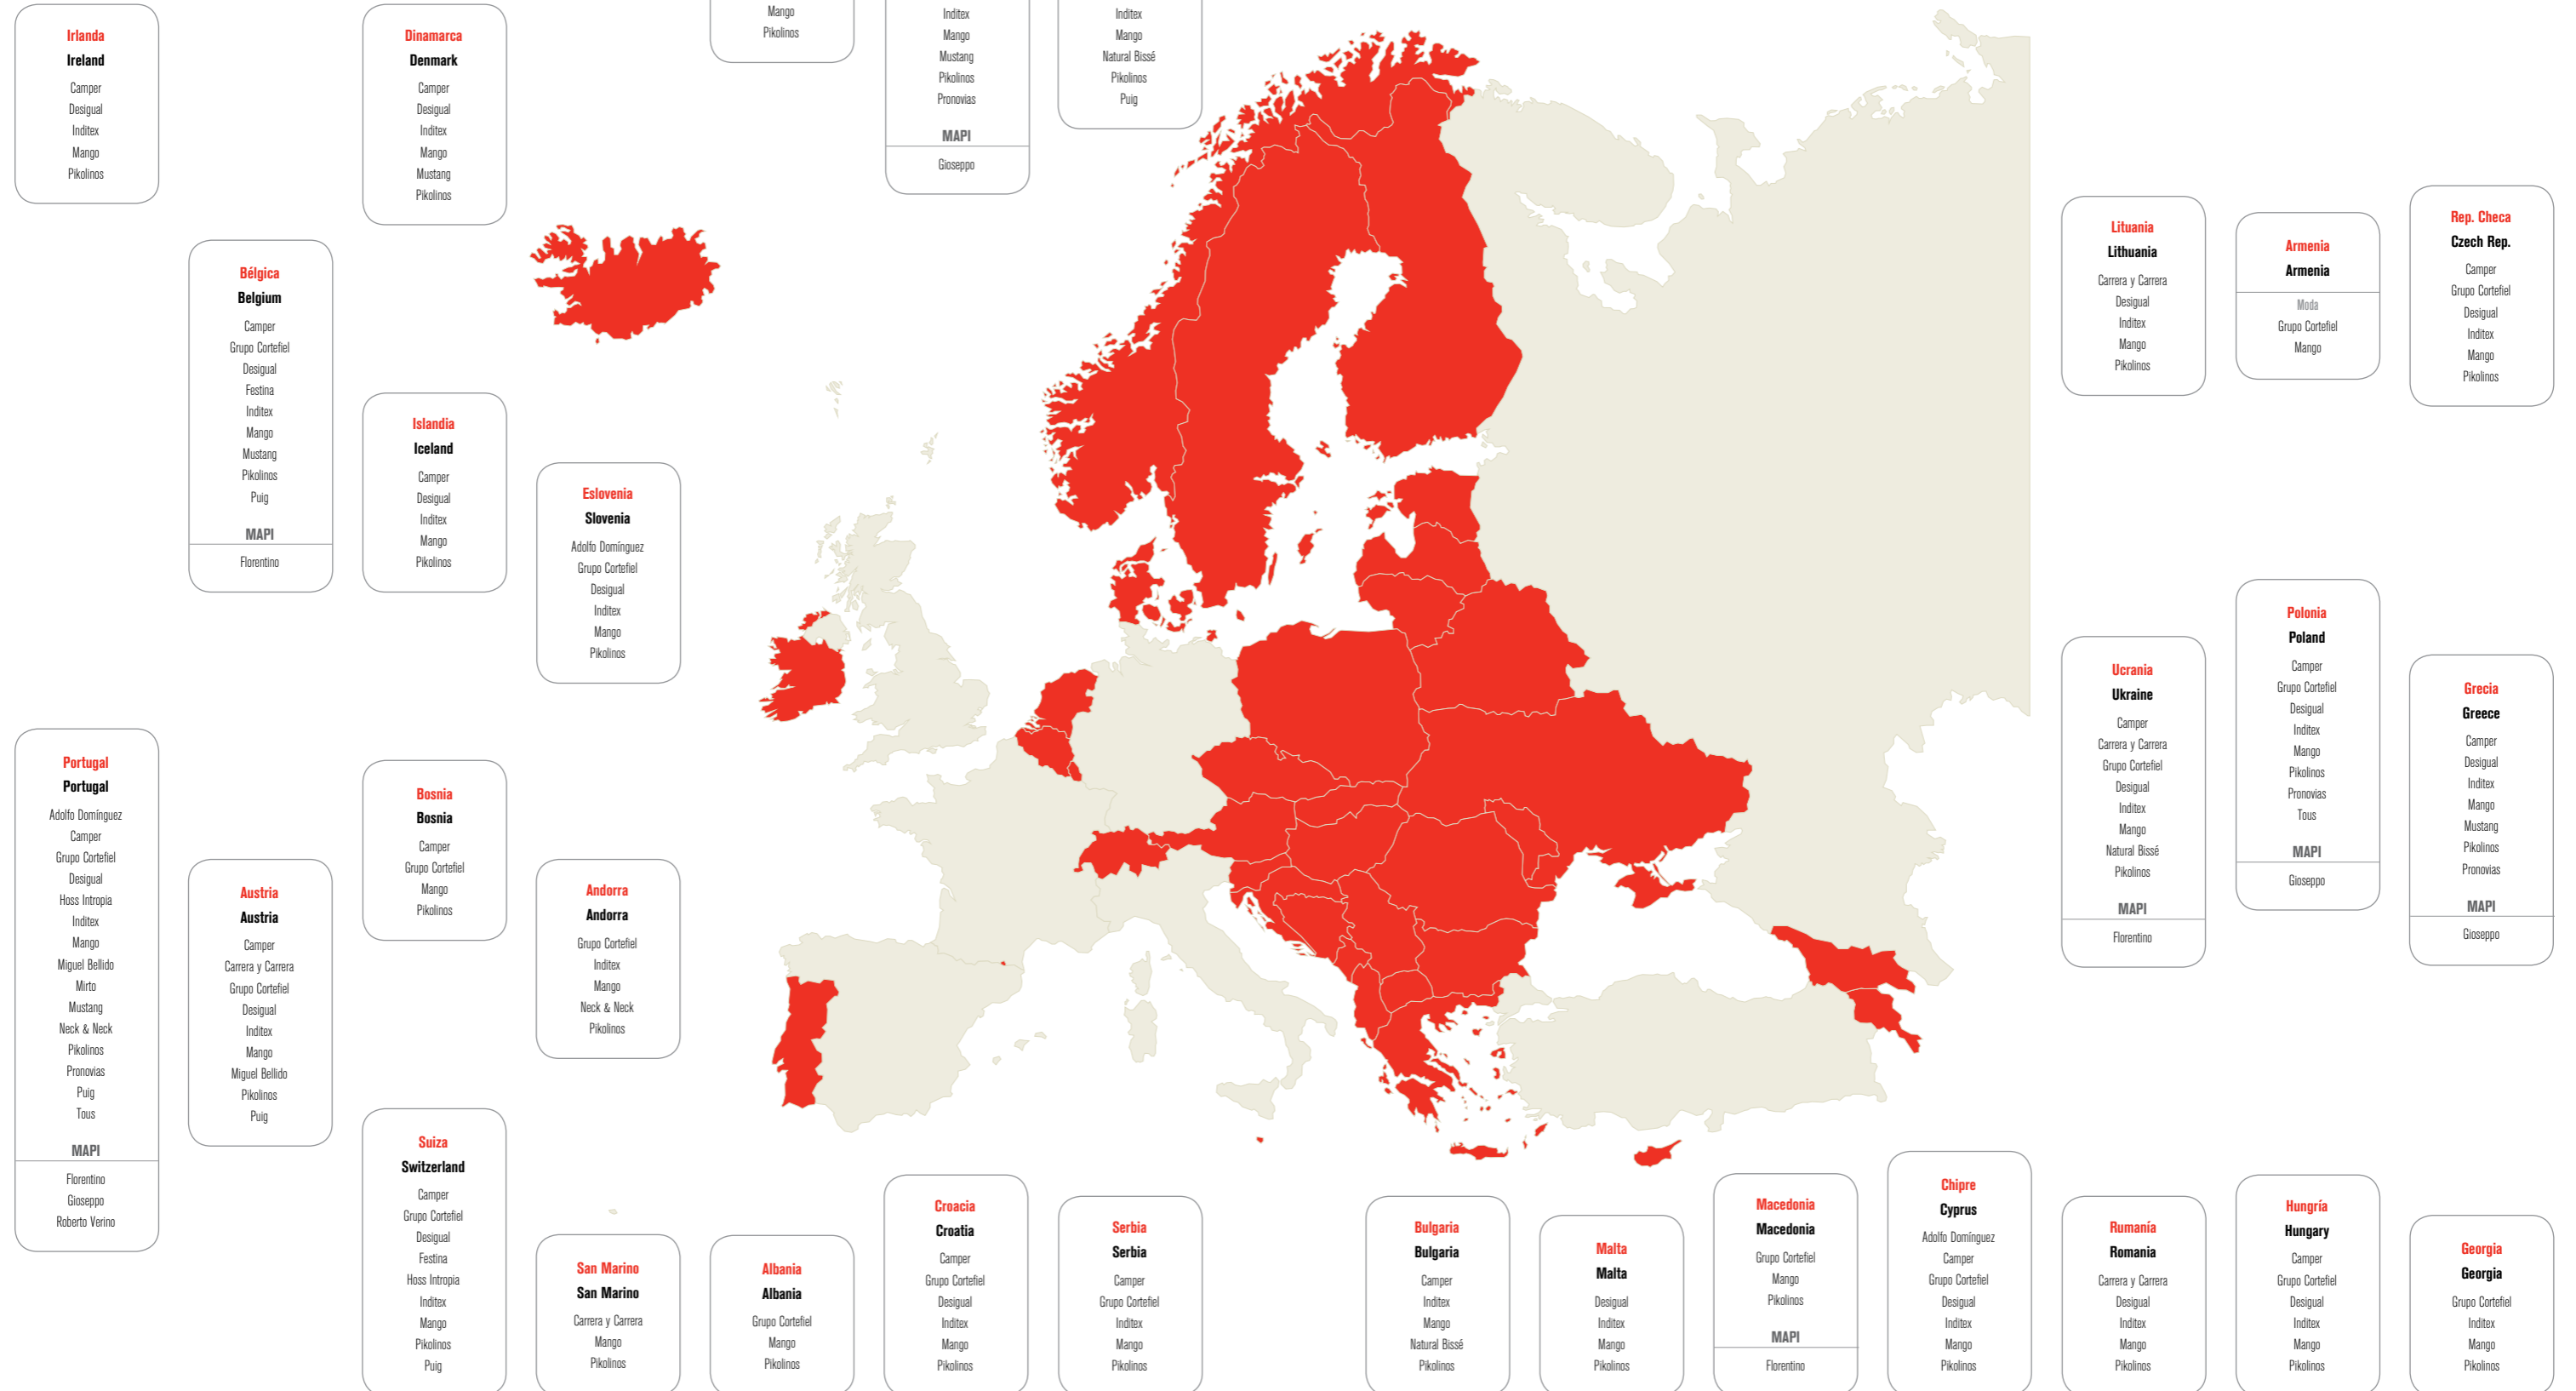 Irlanda
Ireland
Camper
Desigual
Inditex
Mango
Pikolinos
Dinamarca
Denmark
Camper
Desigual
Inditex
Mango
Mustang
Pikolinos
Mango
Pikolinos
Inditex
Mango
Mustang
Pikolinos
Pronovias
MAPI
Gioseppo
Inditex
Mango
Natural Bissé
Pikolinos
Puig
Lituania
Lithuania
Carrera y Carrera
Desigual
Inditex
Mango
Pikolinos
Armenia
Armenia
Moda
Grupo Cortefiel
Mango
Rep. Checa
Czech Rep.
Camper
Grupo Cortefiel
Desigual
Inditex
Mango
Pikolinos
Bélgica
Belgium
Camper
Grupo Cortefiel
Desigual
Festina
Inditex
Mango
Mustang
Pikolinos
Puig
MAPI
Florentino
Islandia
Iceland
Camper
Desigual
Inditex
Mango
Pikolinos
Eslovenia
Slovenia
Adolfo Domínguez
Grupo Cortefiel
Desigual
Inditex
Mango
Pikolinos
Ucrania
Ukraine
Camper
Carrera y Carrera
Grupo Cortefiel
Desigual
Inditex
Mango
Natural Bissé
Pikolinos
MAPI
Florentino
Polonia
Poland
Camper
Grupo Cortefiel
Desigual
Inditex
Mango
Pikolinos
Pronovias
Tous
MAPI
Gioseppo
Grecia
Greece
Camper
Desigual
Inditex
Mango
Mustang
Pikolinos
Pronovias
MAPI
Gioseppo
Portugal
Portugal
Adolfo Domínguez
Camper
Grupo Cortefiel
Desigual
Hoss Intropia
Inditex
Mango
Miguel Bellido
Mirto
Mustang
Neck & Neck
Pikolinos
Pronovias
Puig
Tous
MAPI
Florentino
Gioseppo
Roberto Verino
Austria
Austria
Camper
Carrera y Carrera
Grupo Cortefiel
Desigual
Inditex
Mango
Miguel Bellido
Pikolinos
Puig
Bosnia
Bosnia
Camper
Grupo Cortefiel
Mango
Pikolinos
Andorra
Andorra
Grupo Cortefiel
Inditex
Mango
Neck & Neck
Pikolinos
Suiza
Switzerland
Camper
Grupo Cortefiel
Desigual
Festina
Hoss Intropia
Inditex
Mango
Pikolinos
Puig
San Marino
San Marino
Carrera y Carrera
Mango
Pikolinos
Albania
Albania
Grupo Cortefiel
Mango
Pikolinos
Croacia
Croatia
Camper
Grupo Cortefiel
Desigual
Inditex
Mango
Pikolinos
Serbia
Serbia
Camper
Grupo Cortefiel
Inditex
Mango
Pikolinos
Bulgaria
Bulgaria
Camper
Inditex
Mango
Natural Bissé
Pikolinos
Malta
Malta
Desigual
Inditex
Mango
Pikolinos
Macedonia
Macedonia
Grupo Cortefiel
Mango
Pikolinos
MAPI
Florentino
Chipre
Cyprus
Adolfo Domínguez
Camper
Grupo Cortefiel
Desigual
Inditex
Mango
Pikolinos
Rumanía
Romania
Carrera y Carrera
Desigual
Inditex
Mango
Pikolinos
Hungría
Hungary
Camper
Grupo Cortefiel
Desigual
Inditex
Mango
Pikolinos
Georgia
Georgia
Grupo Cortefiel
Inditex
Mango
Pikolinos